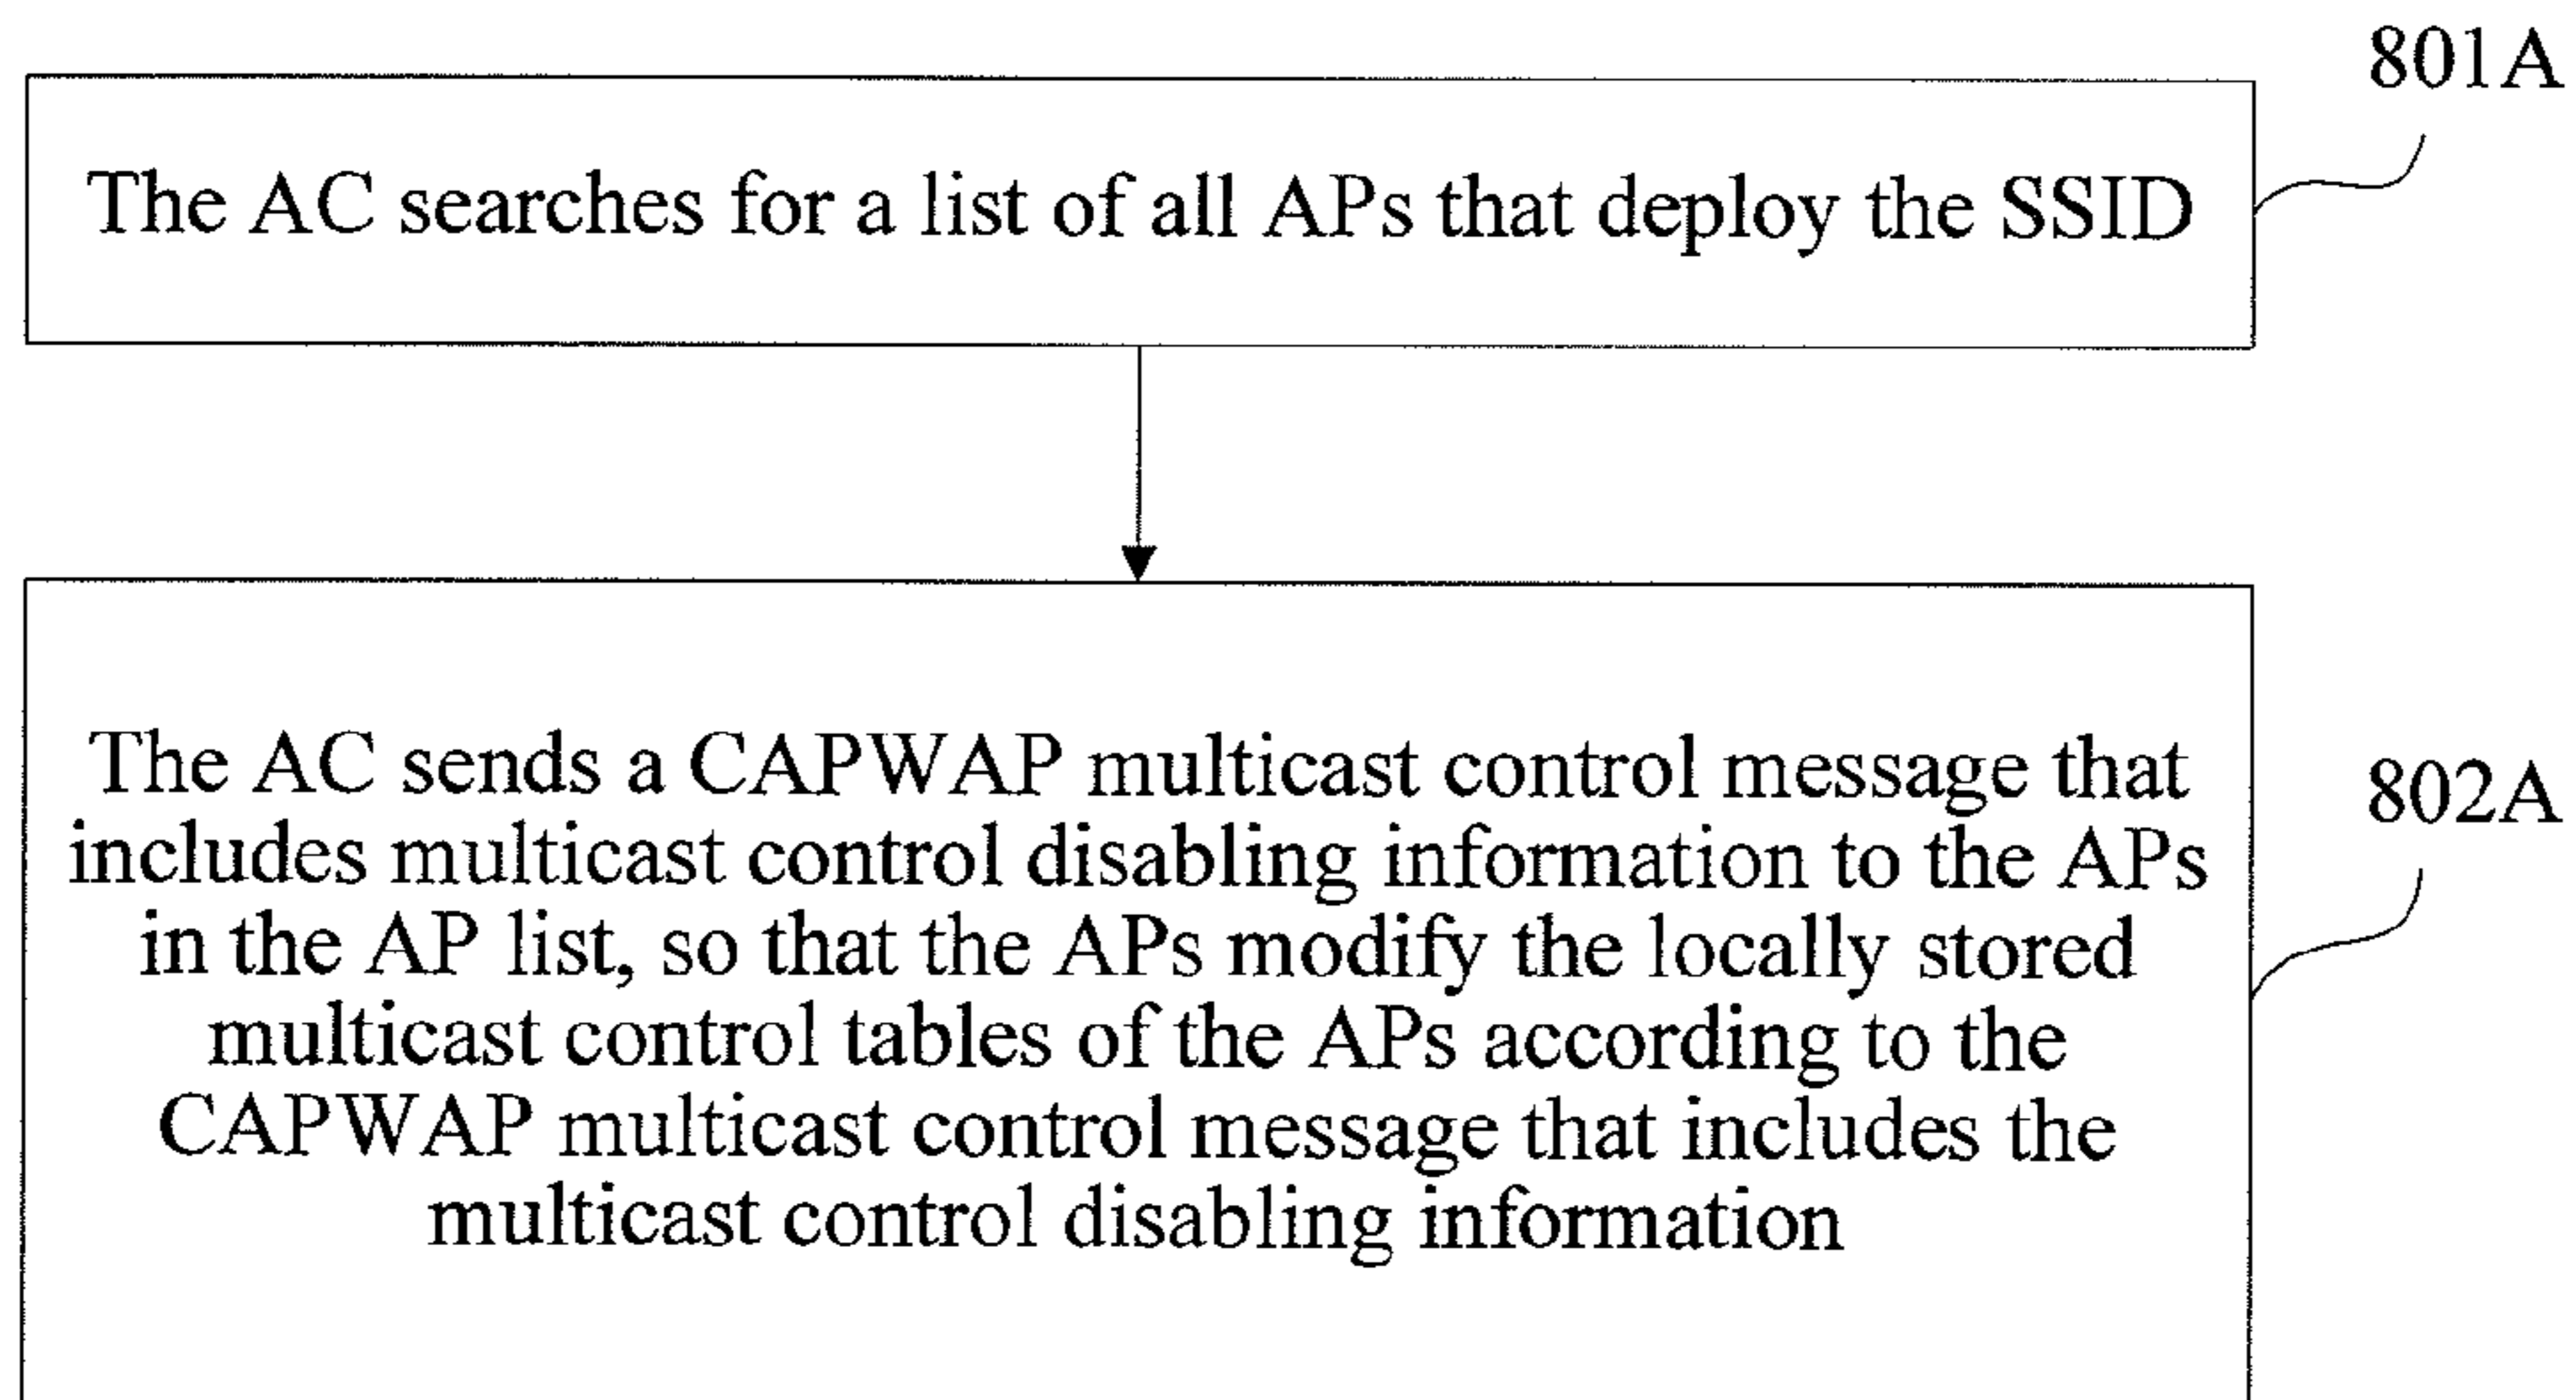 801A
The AC searches for a list of all APs that deploy the SSID
The AC sends a CAPWAP multicast control message that
802A
includes multicast control disabling information to the APs
in the AP list, so that the APs modify the locally stored
multicast control tables of the APs according to the
CAPWAP multicast control message that includes the
multicast control disabling information